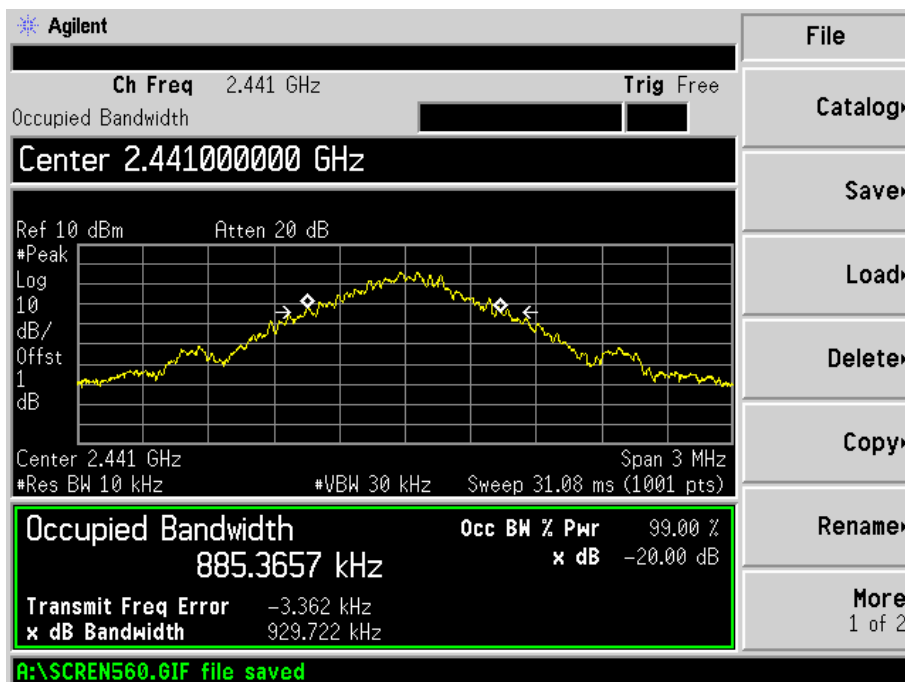 Agilent
File
Ch Freq 2.441 GHz Trig Free
Occupied Bandwidth
Catalog
Center 2.441000000 GHz
Save
Ref 10 dBm Atten 20 dB
#Peak
Log
10
dB/
Offst
1
dB
Load
Delete
Copy
Center 2.441 GHz Span 3 MHz
#Res BW 10 kHz #VBW 30 kHz Sweep 31.08 ms (1001 pts)
Occupied Bandwidth
885.3657 kHz
Occ BW % Pwr 99.00 %
x dB -20.00 dB
Rename
Transmit Freq Error -3.362 kHz
x dB Bandwidth 929.722 kHz
More
1 of 2
A:\SCREN560.GIF file saved